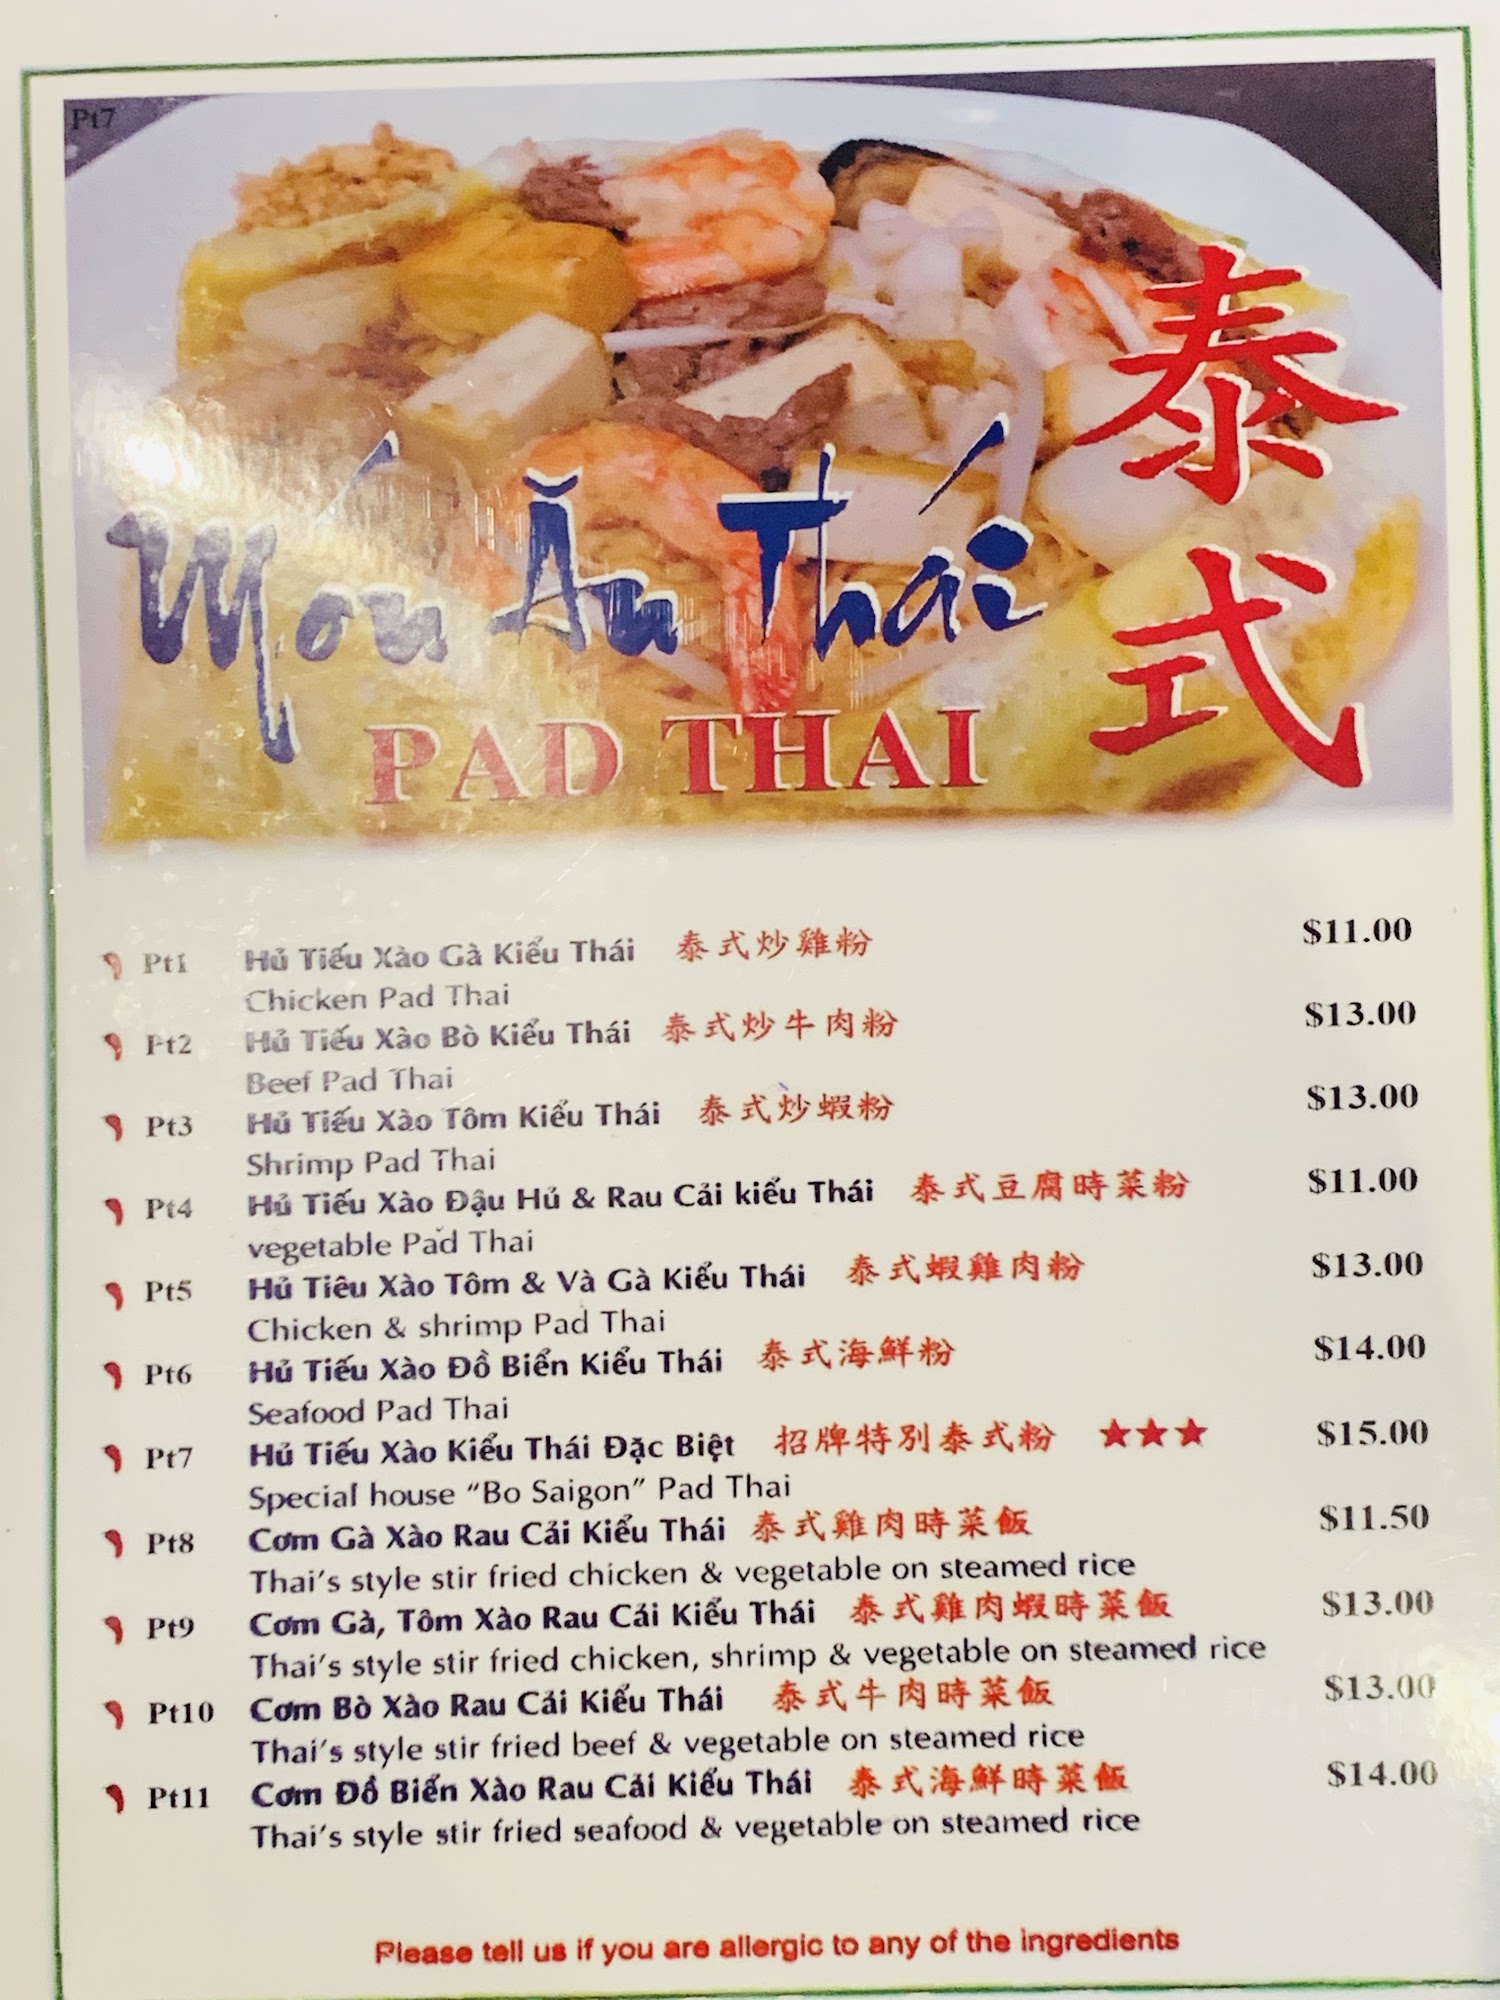 Pt7
Món Ăn Thái
泰式
PAD THAI
Pt1 Hủ Tiếu Xào Gà Kiểu Thái 泰式炒雞粉 $11.00
Chicken Pad Thai
Pt2 Hủ Tiếu Xào Bò Kiểu Thái 泰式炒牛肉粉 $13.00
Beef Pad Thai
Pt3 Hủ Tiếu Xào Tôm Kiểu Thái 泰式炒蝦粉 $13.00
Shrimp Pad Thai
Pt4 Hủ Tiếu Xào Đậu Hủ & Rau Cải kiểu Thái 泰式豆腐時菜粉 $11.00
vegetable Pad Thai
Pt5 Hủ Tiêu Xào Tôm & Và Gà Kiểu Thái 泰式蝦雞肉粉 $13.00
Chicken & shrimp Pad Thai
Pt6 Hủ Tiếu Xào Đồ Biển Kiểu Thái 泰式海鮮粉 $14.00
Seafood Pad Thai
Pt7 Hủ Tiếu Xào Kiểu Thái Đặc Biệt 招牌特別泰式粉 ★★★ $15.00
Special house “Bo Saigon” Pad Thai
Pt8 Cơm Gà Xào Rau Cải Kiểu Thái 泰式雞肉時菜飯 $11.50
Thai’s style stir fried chicken & vegetable on steamed rice
Pt9 Cơm Gà, Tôm Xào Rau Cải Kiểu Thái 泰式雞肉蝦時菜飯 $13.00
Thai’s style stir fried chicken, shrimp & vegetable on steamed rice
Pt10 Cơm Bò Xào Rau Cải Kiểu Thái 泰式牛肉時菜飯 $13.00
Thai’s style stir fried beef & vegetable on steamed rice
Pt11 Cơm Đồ Biển Xào Rau Cải Kiểu Thái 泰式海鮮時菜飯 $14.00
Thai’s style stir fried seafood & vegetable on steamed rice
Please tell us if you are allergic to any of the ingredients